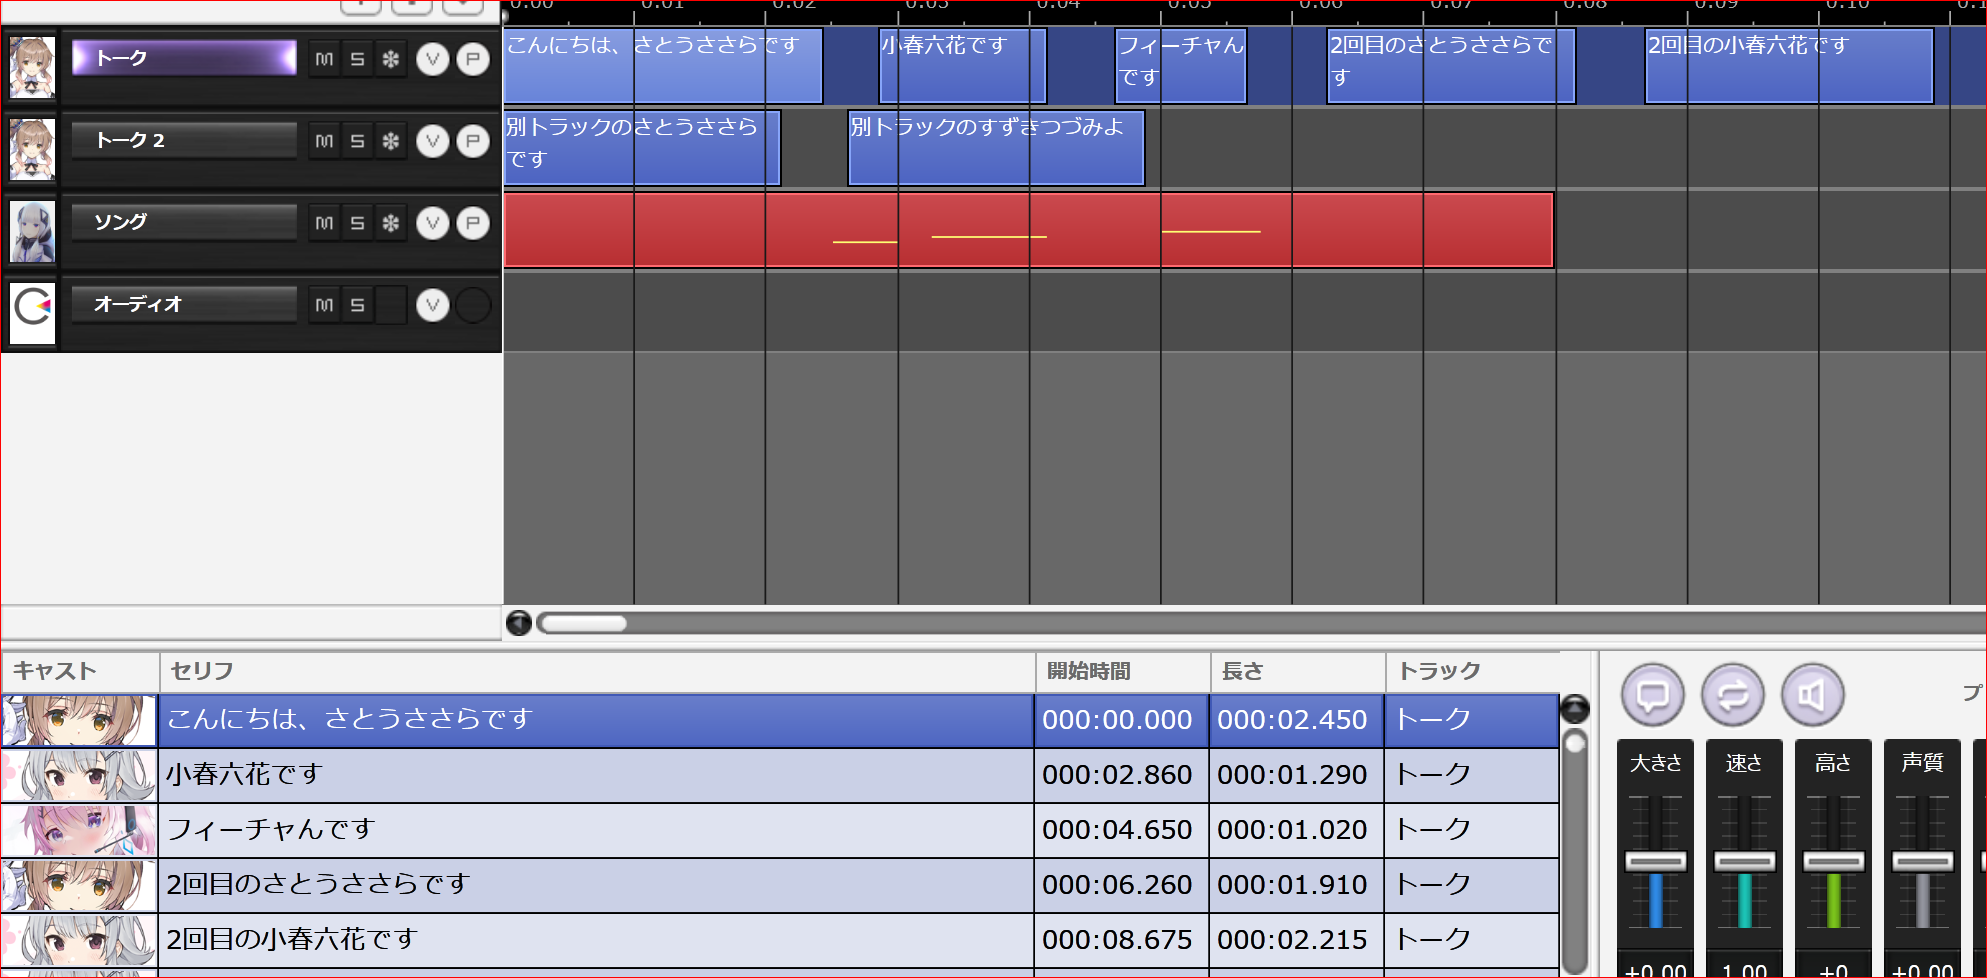 0:00 0:01 0:02 0:03 0:04 0:05 0:06 0:07 0:08 0:09 0:10
トーク M S V P
こんにちは、さとうささらです 小春六花です フィーチャん 2回目のさとうささらで 2回目の小春六花です
です す
トーク 2 M S V P
別トラックのさとうささら 別トラックのすずきつづみよ
です
ソング M S V P
オーディオ M S V
キャスト セリフ 開始時間 長さ トラック
こんにちは、さとうささらです 000:00.000 000:02.450 トーク
小春六花です 000:02.860 000:01.290 トーク
フィーチャんです 000:04.650 000:01.020 トーク
2回目のさとうささらです 000:06.260 000:01.910 トーク
2回目の小春六花です 000:08.675 000:02.215 トーク
プ
大きさ 速さ 高さ 声質
+0.00 1.00 +0 +0.00